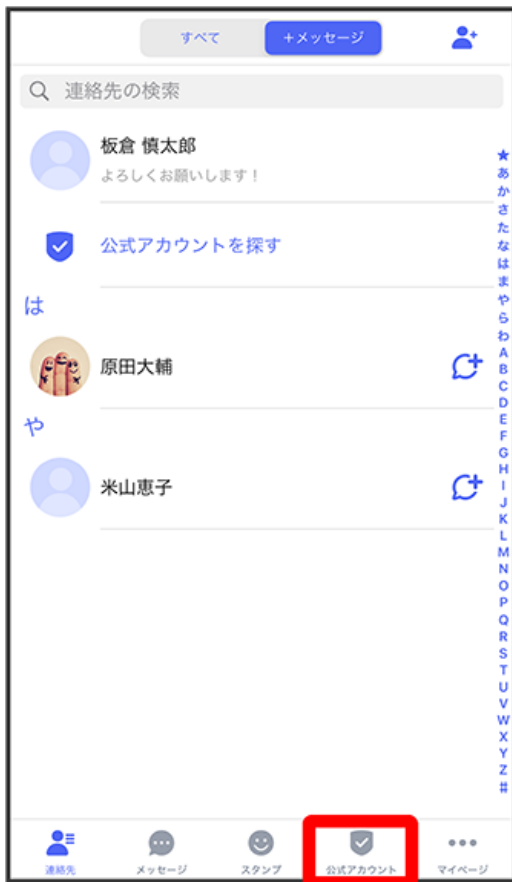 すべて
+メッセージ
連絡先の検索
板倉 慎太郎
よろしくお願いします！
公式アカウントを探す
は
原田大輔
や
米山恵子
★
あ
か
さ
た
な
は
ま
や
ら
わ
A
B
C
D
E
F
G
H
I
J
K
L
M
N
O
P
Q
R
S
T
U
V
W
X
Y
Z
#
連絡先
メッセージ
スタンプ
公式アカウント
マイページ